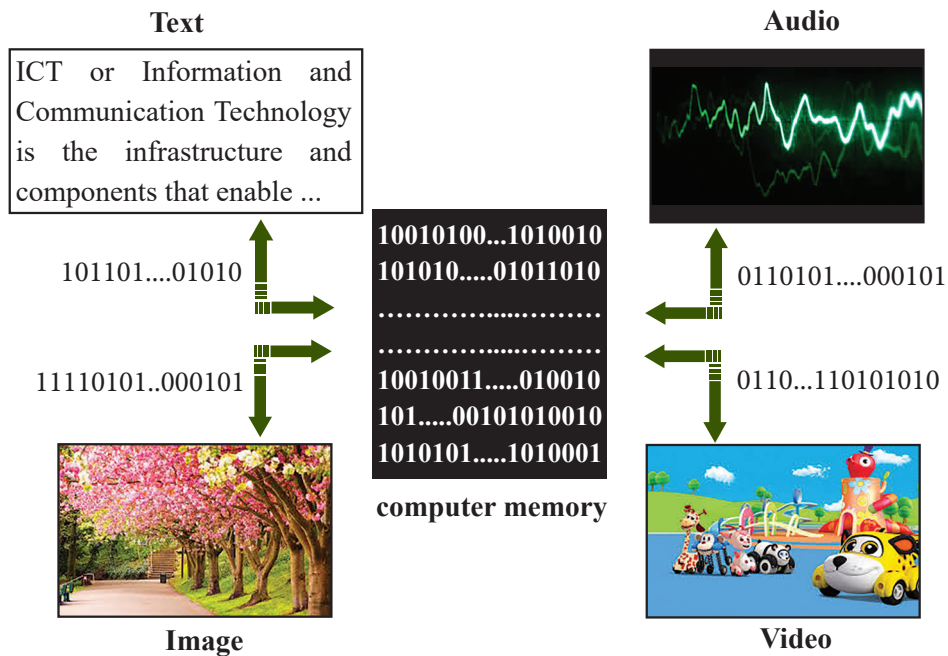 Text
ICT or Information and
Communication Technology
is the infrastructure and
components that enable ...
101101....01010
11110101..000101
Image
10010100...1010010
101010.....01011010
.............................
.............................
10010011.....010010
101.....00101010010
1010101.....1010001
computer memory
Audio
0110101....000101
0110...110101010
Video